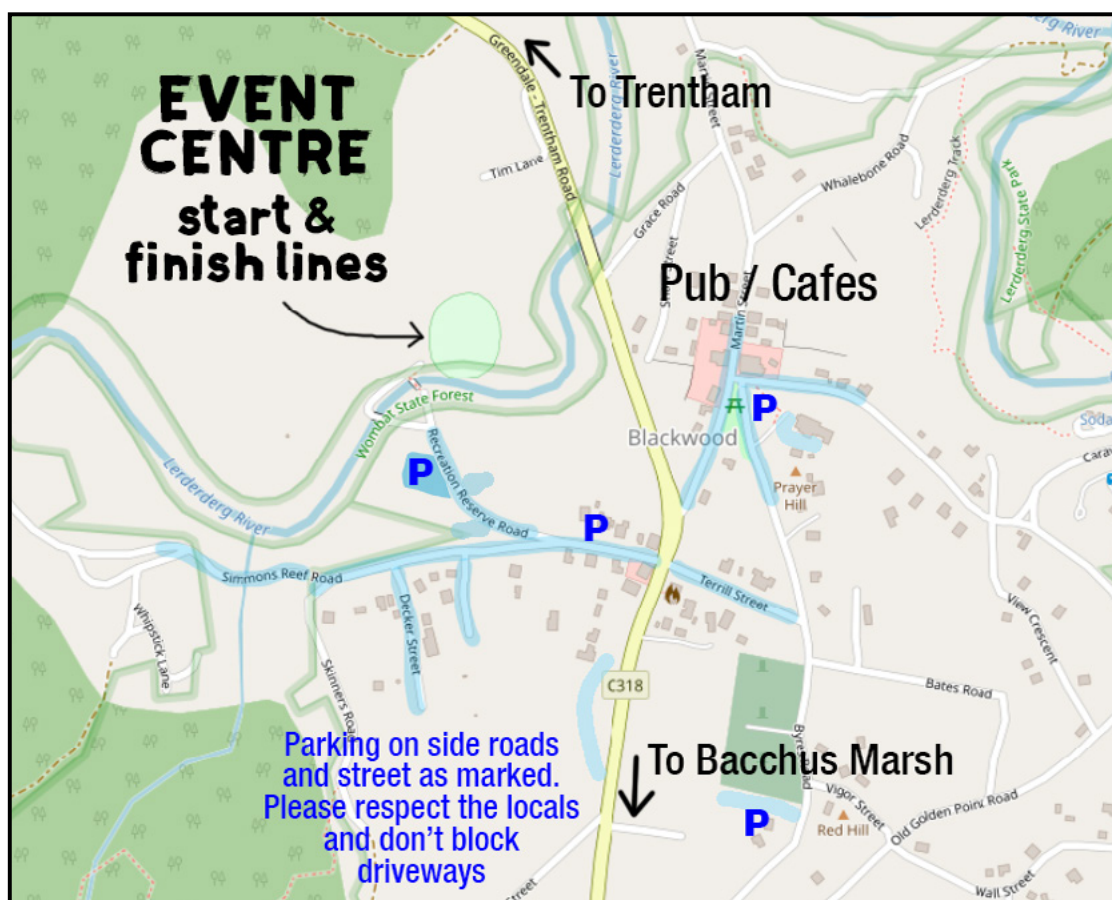 EVENT
CENTRE
start &
finish lines
To Trentham
Greendale - Trentham Road
Lerderderg River
Tim Lane
Grace Road
Whalebone Road
Lerderderg Track
Lerderderg State Park
Pub / Cafes
Martin Street
Wombat State Forest
Lerderderg River
Recreation Reserve Road
P
P
P
Blackwood
Prayer
Hill
Simmons Reef Road
Whipstick Lane
Decker Street
Skinners Road
Terrill Street
View Crescent
C318
Bates Road
Parking on side roads
and street as marked.
Please respect the locals
and don't block
driveways
To Bacchus Marsh
P
Vigor Street
Red Hill
Old Golden Point Road
Wall Street